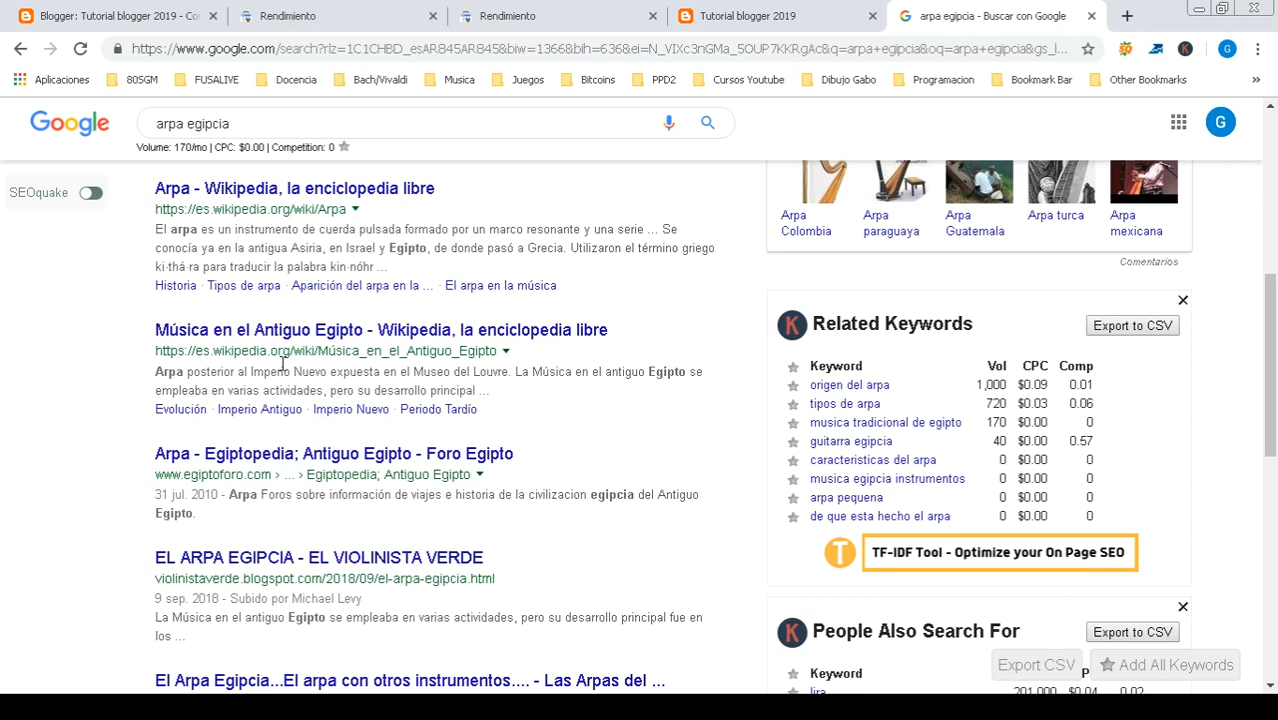 Blogger: Tutorial blogger 2019 - Co
Rendimiento
Rendimiento
Tutorial blogger 2019
arpa egipcia - Buscar con Google
https://www.google.com/search?rlz=1C1CHBD_esAR845AR845&biw=1366&bih=636&ei=N_VIXc3nGMa_5OUP7KKRgAc&q=arpa+egipcia&oq=arpa+egipcia&gs_l...
G
Aplicaciones
80SGM
FUSALIVE
Docencia
Bach/Vivaldi
Musica
Juegos
Bitcoins
PPD2
Cursos Youtube
Dibujo Gabo
Programacion
Bookmark Bar
Other Bookmarks
Google
arpa egipcia
G
Volume: 170/mo | CPC: $0.00 | Competition: 0
SEOquake
Arpa - Wikipedia, la enciclopedia libre
https://es.wikipedia.org/wiki/Arpa
El arpa es un instrumento de cuerda pulsada formado por un marco resonante y una serie ... Se
conocía ya en la antigua Asiria, en Israel y Egipto, de donde pasó a Grecia. Utilizaron el término griego
ki·thá·ra para traducir la palabra kin·nóhr ...
Historia · Tipos de arpa · Aparición del arpa en la ... · El arpa en la música
Música en el Antiguo Egipto - Wikipedia, la enciclopedia libre
https://es.wikipedia.org/wiki/Música_en_el_Antiguo_Egipto
Arpa posterior al Imperio Nuevo expuesta en el Museo del Louvre. La Música en el antiguo Egipto se
empleaba en varias actividades, pero su desarrollo principal ...
Evolución · Imperio Antiguo · Imperio Nuevo · Periodo Tardío
Arpa - Egiptopedia; Antiguo Egipto - Foro Egipto
www.egiptoforo.com › ... › Egiptopedia; Antiguo Egipto
31 jul. 2010 - Arpa Foros sobre información de viajes e historia de la civilizacion egipcia del Antiguo
Egipto.
EL ARPA EGIPCIA - EL VIOLINISTA VERDE
violinistaverde.blogspot.com/2018/09/el-arpa-egipcia.html
9 sep. 2018 - Subido por Michael Levy
La Música en el antiguo Egipto se empleaba en varias actividades, pero su desarrollo principal fue en
los ...
El Arpa Egipcia...El arpa con otros instrumentos.... - Las Arpas del ...
Arpa
Colombia
Arpa
paraguaya
Arpa
Guatemala
Arpa turca
Arpa
mexicana
Comentarios
K
Related Keywords
Export to CSV
Keyword Vol CPC Comp
origen del arpa 1,000 $0.09 0.01
tipos de arpa 720 $0.03 0.06
musica tradicional de egipto 170 $0.00 0
guitarra egipcia 40 $0.00 0.57
caracteristicas del arpa 0 $0.00 0
musica egipcia instrumentos 0 $0.00 0
arpa pequena 0 $0.00 0
de que esta hecho el arpa 0 $0.00 0
T
TF-IDF Tool - Optimize your On Page SEO
K
People Also Search For
Export to CSV
Export CSV
Add All Keywords
Keyword
lira 201,000 $0.04 0.02